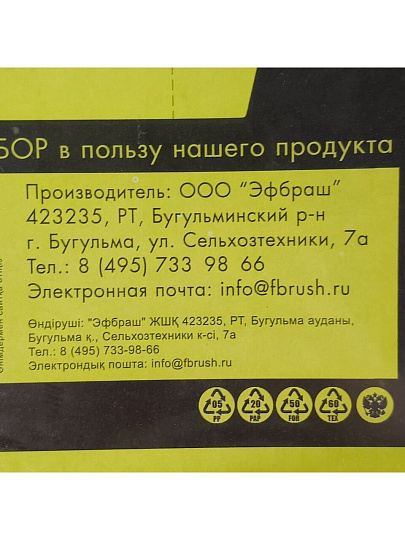 БОР в пользу нашего продукта
Производитель: ООО "Эфбраш"
423235, РТ, Бугульминский р-н
г. Бугульма, ул. Сельхозтехники, 7а
Тел.: 8 (495) 733 98 66
Электронная почта: info@fbrush.ru
Өндіруші: "Эфбраш" ЖШҚ 423235, РТ, Бугульма ауданы,
Бугульма қ., Сельхозтехники к-сі, 7а
Тел.: 8 (495) 733-98-66
Электрондық пошта: info@fbrush.ru
05 20 50 60
PP PAP FOR TEX